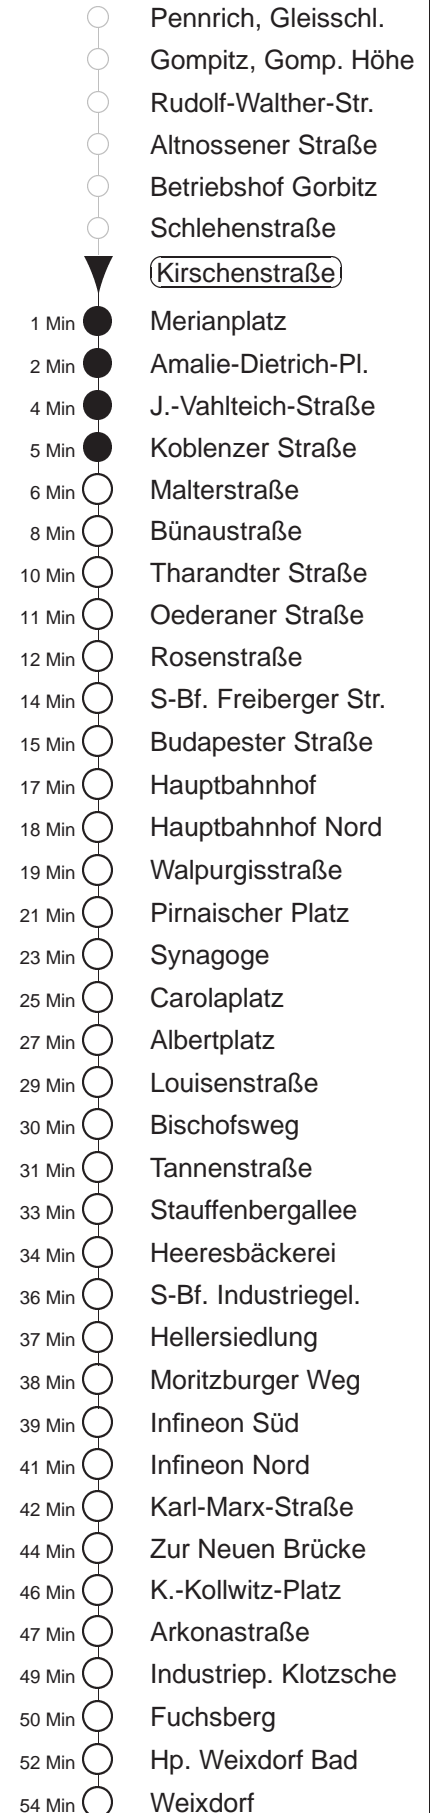 Pennrich, Gleisschl.
Gompitz, Gomp. Höhe
Rudolf-Walther-Str.
Altnossener Straße
Betriebshof Gorbitz
Schlehenstraße
Kirschenstraße
1 Min Merianplatz
2 Min Amalie-Dietrich-Pl.
4 Min J.-Vahlteich-Straße
5 Min Koblenzer Straße
6 Min Malterstraße
8 Min Bünaustraße
10 Min Tharandter Straße
11 Min Oederaner Straße
12 Min Rosenstraße
14 Min S-Bf. Freiberger Str.
15 Min Budapester Straße
17 Min Hauptbahnhof
18 Min Hauptbahnhof Nord
19 Min Walpurgisstraße
21 Min Pirnaischer Platz
23 Min Synagoge
25 Min Carolaplatz
27 Min Albertplatz
29 Min Louisenstraße
30 Min Bischofsweg
31 Min Tannenstraße
33 Min Stauffenbergallee
34 Min Heeresbäckerei
36 Min S-Bf. Industriegel.
37 Min Hellersiedlung
38 Min Moritzburger Weg
39 Min Infineon Süd
41 Min Infineon Nord
42 Min Karl-Marx-Straße
44 Min Zur Neuen Brücke
46 Min K.-Kollwitz-Platz
47 Min Arkonastraße
49 Min Industriep. Klotzsche
50 Min Fuchsberg
52 Min Hp. Weixdorf Bad
54 Min Weixdorf